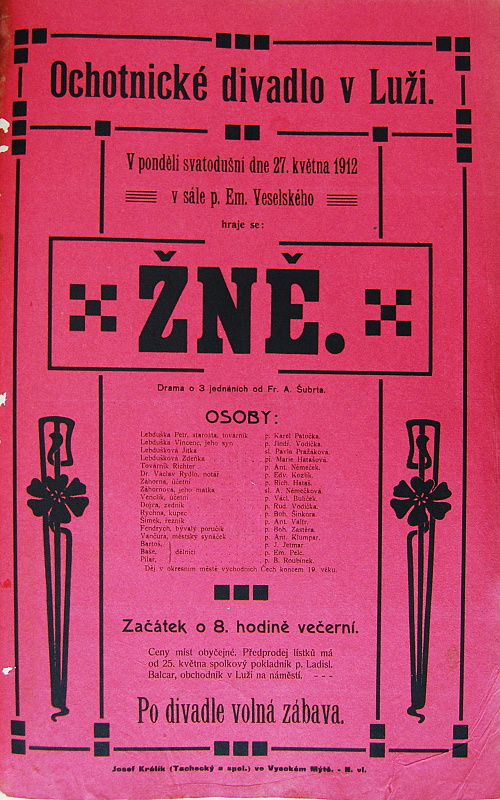 Ochotnické divadlo v Luži.
V pondělí svatodušní dne 27. května 1912
v sále p. Em. Veselského
hraje se:
ŽNĚ.
Drama o 3 jednáních od Fr. A. Šubrta.
OSOBY:
Lebduška Petr, starosta, továrník p. Karel Patočka.
Lebduška Vincenc, jeho syn p. Jindř. Vodička.
Lebdušková Jitka sl. Pavla Pražáková.
Lebdušková Zdeňka pí. Marie Hatašová.
Továrník Richter p. Ant. Němeček.
Dr. Václav Rydlo, notář p. Edv. Kozlík.
Záhorna, účetní p. Rich. Hataš.
Záhornová, jeho matka sl. A. Němečková
Venclík, účetní p. Václ. Bulíček.
Dojra, zedník p. Rud. Vodička.
Rychna, kupec p. Boh. Šinkora.
Šimek, řezník p. Ant. Valtr.
Fendrych, bývalý poručík p. Boh. Zástěra.
Vančura, městský synáček p. Ant. Klumpar.
Bartoš, p. J. Jetmar
Baše, dělníci p. Em. Pelc.
Pilař, p. B. Roubínek.
Děj v okresním městě východních Čech koncem 19. věku.
Začátek o 8. hodině večerní.
Ceny míst obyčejné. Předprodej lístků má
od 25. května spolkový pokladník p. Ladisl.
Balcar, obchodník v Luži na náměstí. - - -
Po divadle volná zábava.
Josef Králík (Tachecký a spol.) ve Vysokém Mýtě. - N. vl.